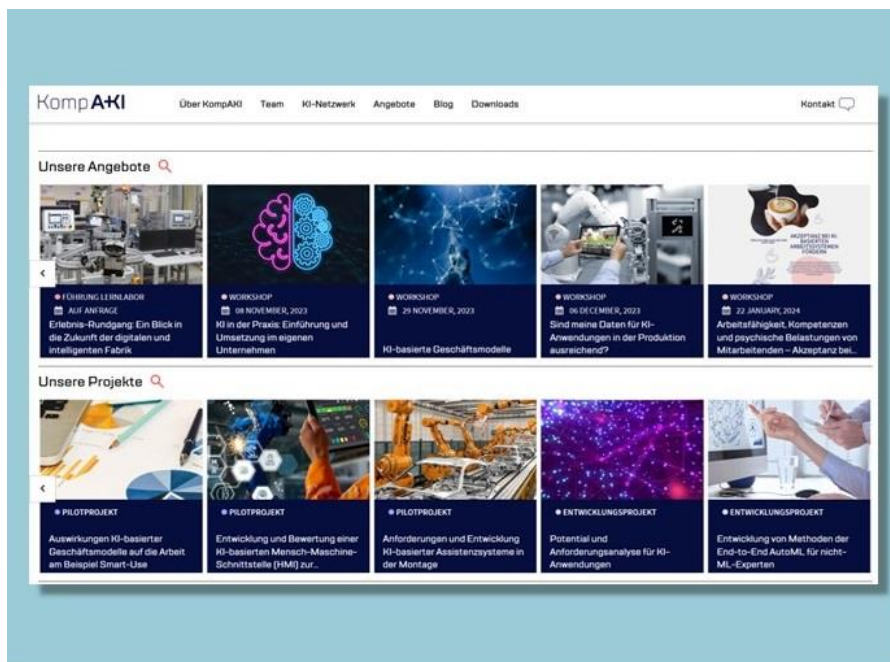 KompAKI
Über KompAKI Team KI-Netzwerk Angebote Blog Downloads Kontakt
Unsere Angebote
AKZEPTANZ BEI KI-
BASIERTEN
ARBEITSSYSTEMEN
FÖRDERN
FÜHRUNG LERNLABOR
AUF ANFRAGE
Erlebnis-Rundgang: Ein Blick in
die Zukunft der digitalen und
intelligenten Fabrik
WORKSHOP
08 NOVEMBER, 2023
KI in der Praxis: Einführung und
Umsetzung im eigenen
Unternehmen
WORKSHOP
29 NOVEMBER, 2023
KI-basierte Geschäftsmodelle
WORKSHOP
06 DECEMBER, 2023
Sind meine Daten für KI-
Anwendungen in der Produktion
ausreichend?
WORKSHOP
22 JANUARY, 2024
Arbeitsfähigkeit, Kompetenzen
und psychische Belastungen von
Mitarbeitenden – Akzeptanz bei...
Unsere Projekte
PILOTPROJEKT
Auswirkungen KI-basierter
Geschäftsmodelle auf die Arbeit
am Beispiel Smart-Use
PILOTPROJEKT
Entwicklung und Bewertung einer
KI-basierten Mensch-Maschine-
Schnittstelle (HMI) zur...
PILOTPROJEKT
Anforderungen und Entwicklung
KI-basierter Assistenzsysteme in
der Montage
ENTWICKLUNGSPROJEKT
Potential und
Anforderungsanalyse für KI-
Anwendungen
ENTWICKLUNGSPROJEKT
Entwicklung von Methoden der
End-to-End AutoML für nicht-
ML-Experten